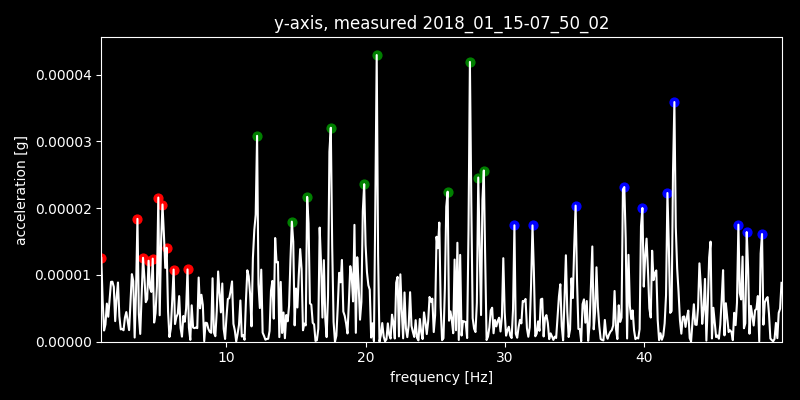 y-axis, measured 2018_01_15-07_50_02
0.00004
0.00003
0.00002
0.00001
0.00000
acceleration [g]
10 20 30 40
frequency [Hz]